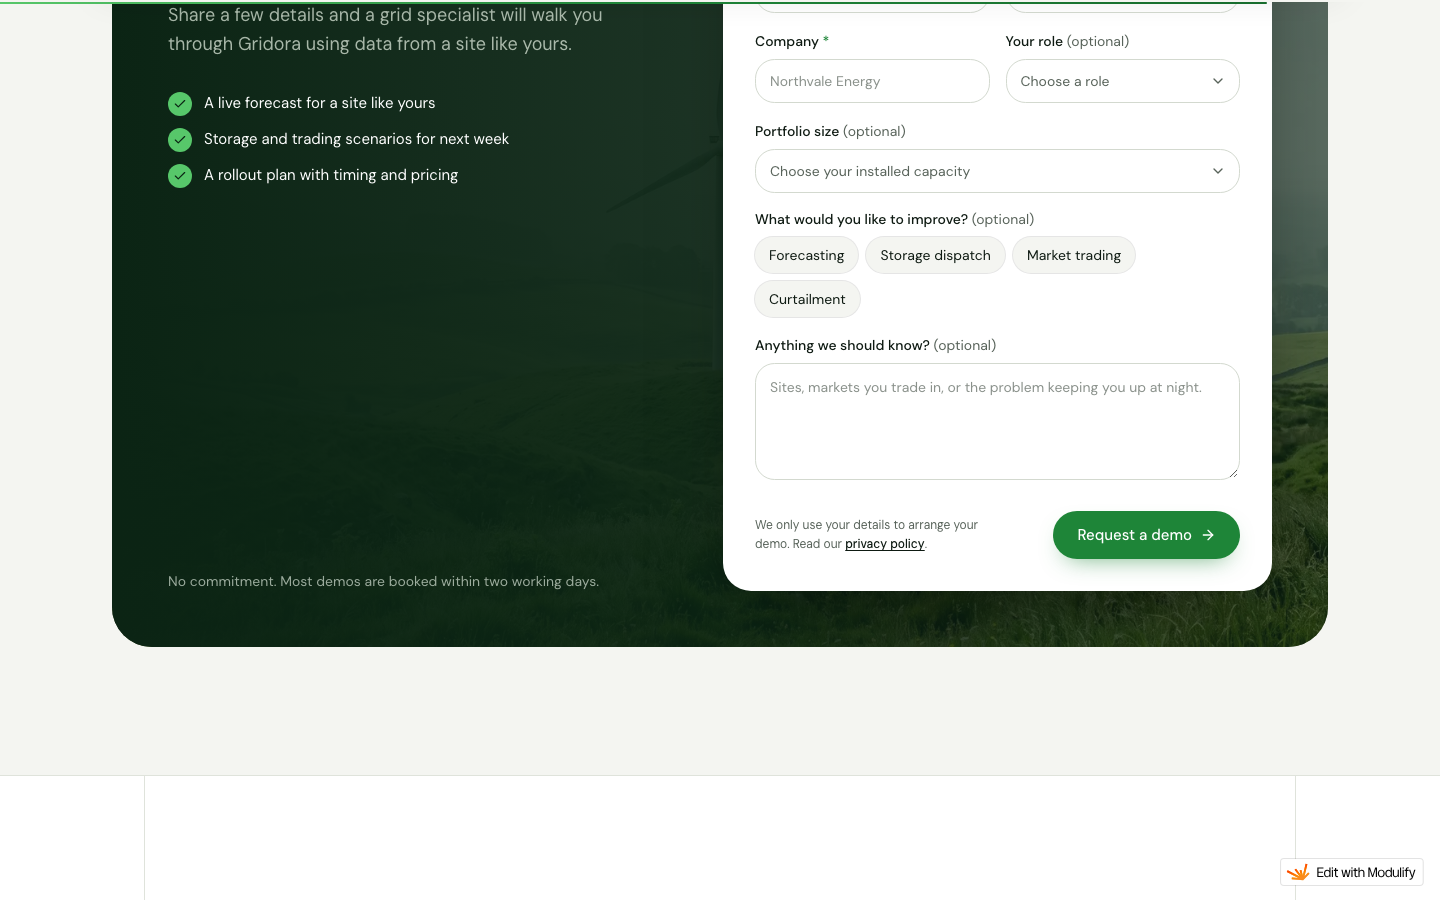 Share a few details and a grid specialist will walk you
through Gridora using data from a site like yours.
A live forecast for a site like yours
Storage and trading scenarios for next week
A rollout plan with timing and pricing
No commitment. Most demos are booked within two working days.
Company *
Your role (optional)
Northvale Energy
Choose a role
Portfolio size (optional)
Choose your installed capacity
What would you like to improve? (optional)
Forecasting
Storage dispatch
Market trading
Curtailment
Anything we should know? (optional)
Sites, markets you trade in, or the problem keeping you up at night.
We only use your details to arrange your
demo. Read our privacy policy.
Request a demo
Edit with Modulify